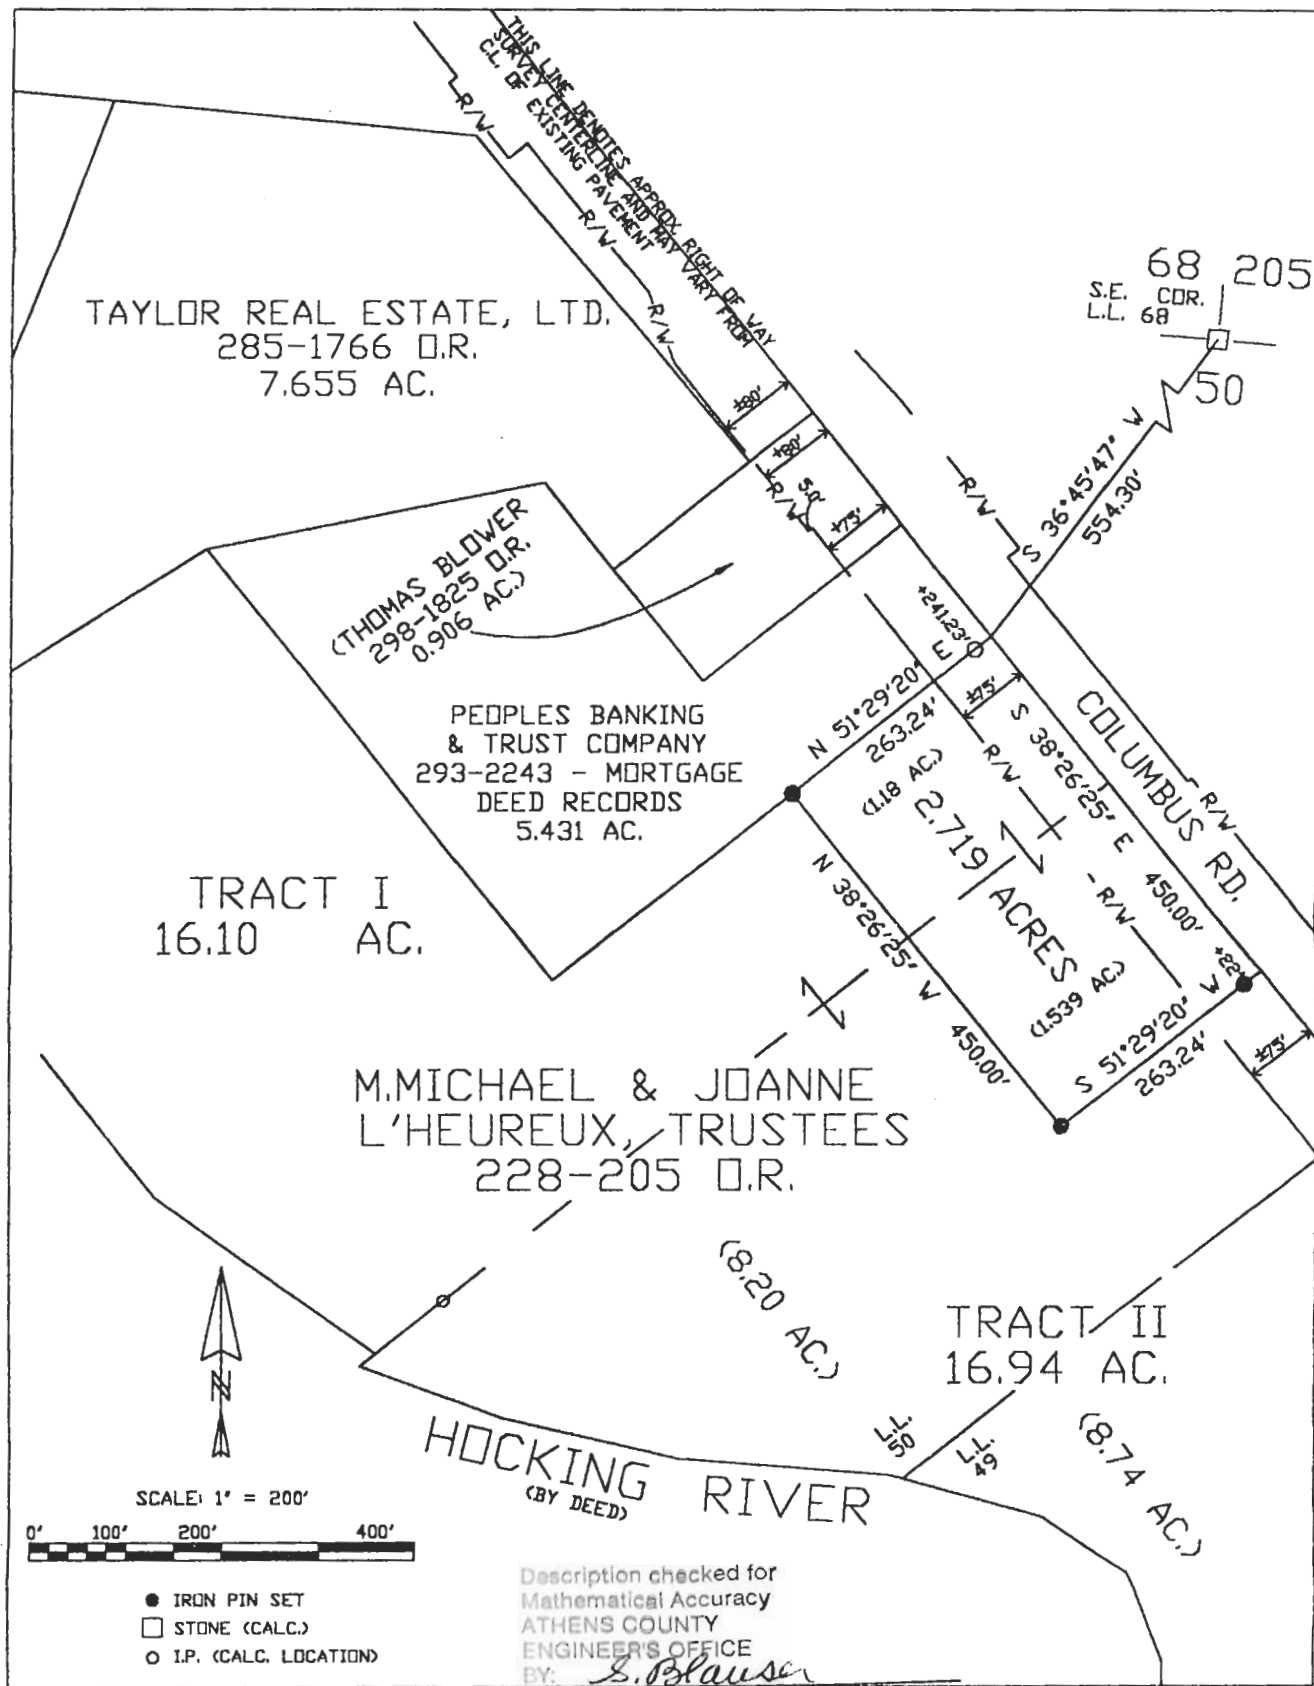 THIS LINE DENOTES APPROX. RIGHT OF WAY
SURVEY CENTERLINE AND MAY VARY FROM
C.L. OF EXISTING PAVEMENT
R/W
R/W
R/W
TAYLOR REAL ESTATE, LTD.
285-1766 O.R.
7.655 AC.
68 205
S.E. COR.
L.L. 68
50
S 36°45'47" W
554.30'
±80'
±80'
R/W
5.0'
±75'
R/W
(THOMAS BLOWER
298-1825 O.R.
0.906 AC.)
±241.23'
N 51°29'20" E
263.24'
±75'
PEOPLES BANKING
& TRUST COMPANY
293-2243 - MORTGAGE
DEED RECORDS
5.431 AC.
COLUMBUS RD.
R/W
R/W
S 38°26'25" E 450.00'
(1.18 AC.)
2.719 ACRES
R/W
(1.539 AC.)
N 38°26'25" W 450.00'
±22'
S 51°29'20" W
263.24'
±75'
TRACT I
16.10 AC.
M.MICHAEL & JOANNE
L'HEUREUX, TRUSTEES
228-205 O.R.
(8.20 AC.)
TRACT II
16.94 AC.
(8.74 AC.)
L.L.
50
L.L.
49
HOCKING RIVER
(BY DEED)
N
SCALE: 1" = 200'
0' 100' 200' 400'
IRON PIN SET
STONE (CALC.)
I.P. (CALC. LOCATION)
Description checked for
Mathematical Accuracy
ATHENS COUNTY
ENGINEER'S OFFICE
BY: S. Blauser